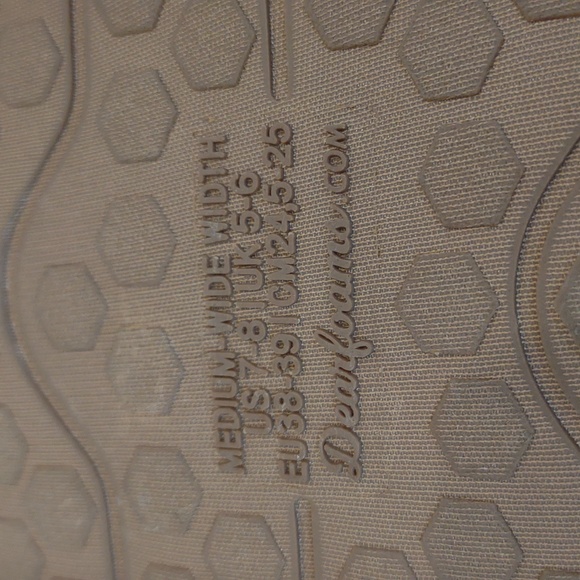 MEDIUM-WIDE WIDTH
US 7-8 | UK 5-6
EU 38-39 | CM 24,5-25
Dearfoams.COM